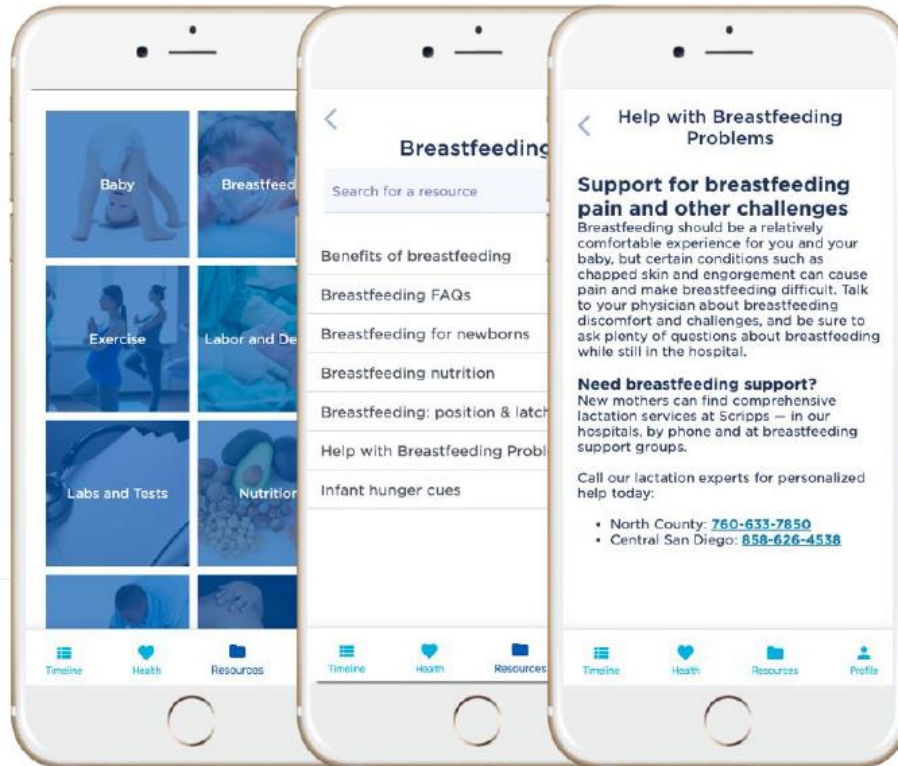 Baby
Breastfeed
Exercise
Labor and De
Labs and Tests
Nutrition
Timeline
Health
Resources
Breastfeeding
Search for a resource
Benefits of breastfeeding
Breastfeeding FAQs
Breastfeeding for newborns
Breastfeeding nutrition
Breastfeeding: position & latch
Help with Breastfeeding Probl
Infant hunger cues
Timeline
Health
Resources
Help with Breastfeeding
Problems
Support for breastfeeding
pain and other challenges
Breastfeeding should be a relatively
comfortable experience for you and your
baby, but certain conditions such as
chapped skin and engorgement can cause
pain and make breastfeeding difficult. Talk
to your physician about breastfeeding
discomfort and challenges, and be sure to
ask plenty of questions about breastfeeding
while still in the hospital.
Need breastfeeding support?
New mothers can find comprehensive
lactation services at Scripps — in our
hospitals, by phone and at breastfeeding
support groups.
Call our lactation experts for personalized
help today:
• North County: 760-633-7850
• Central San Diego: 858-626-4538
Timeline
Health
Resources
Profile